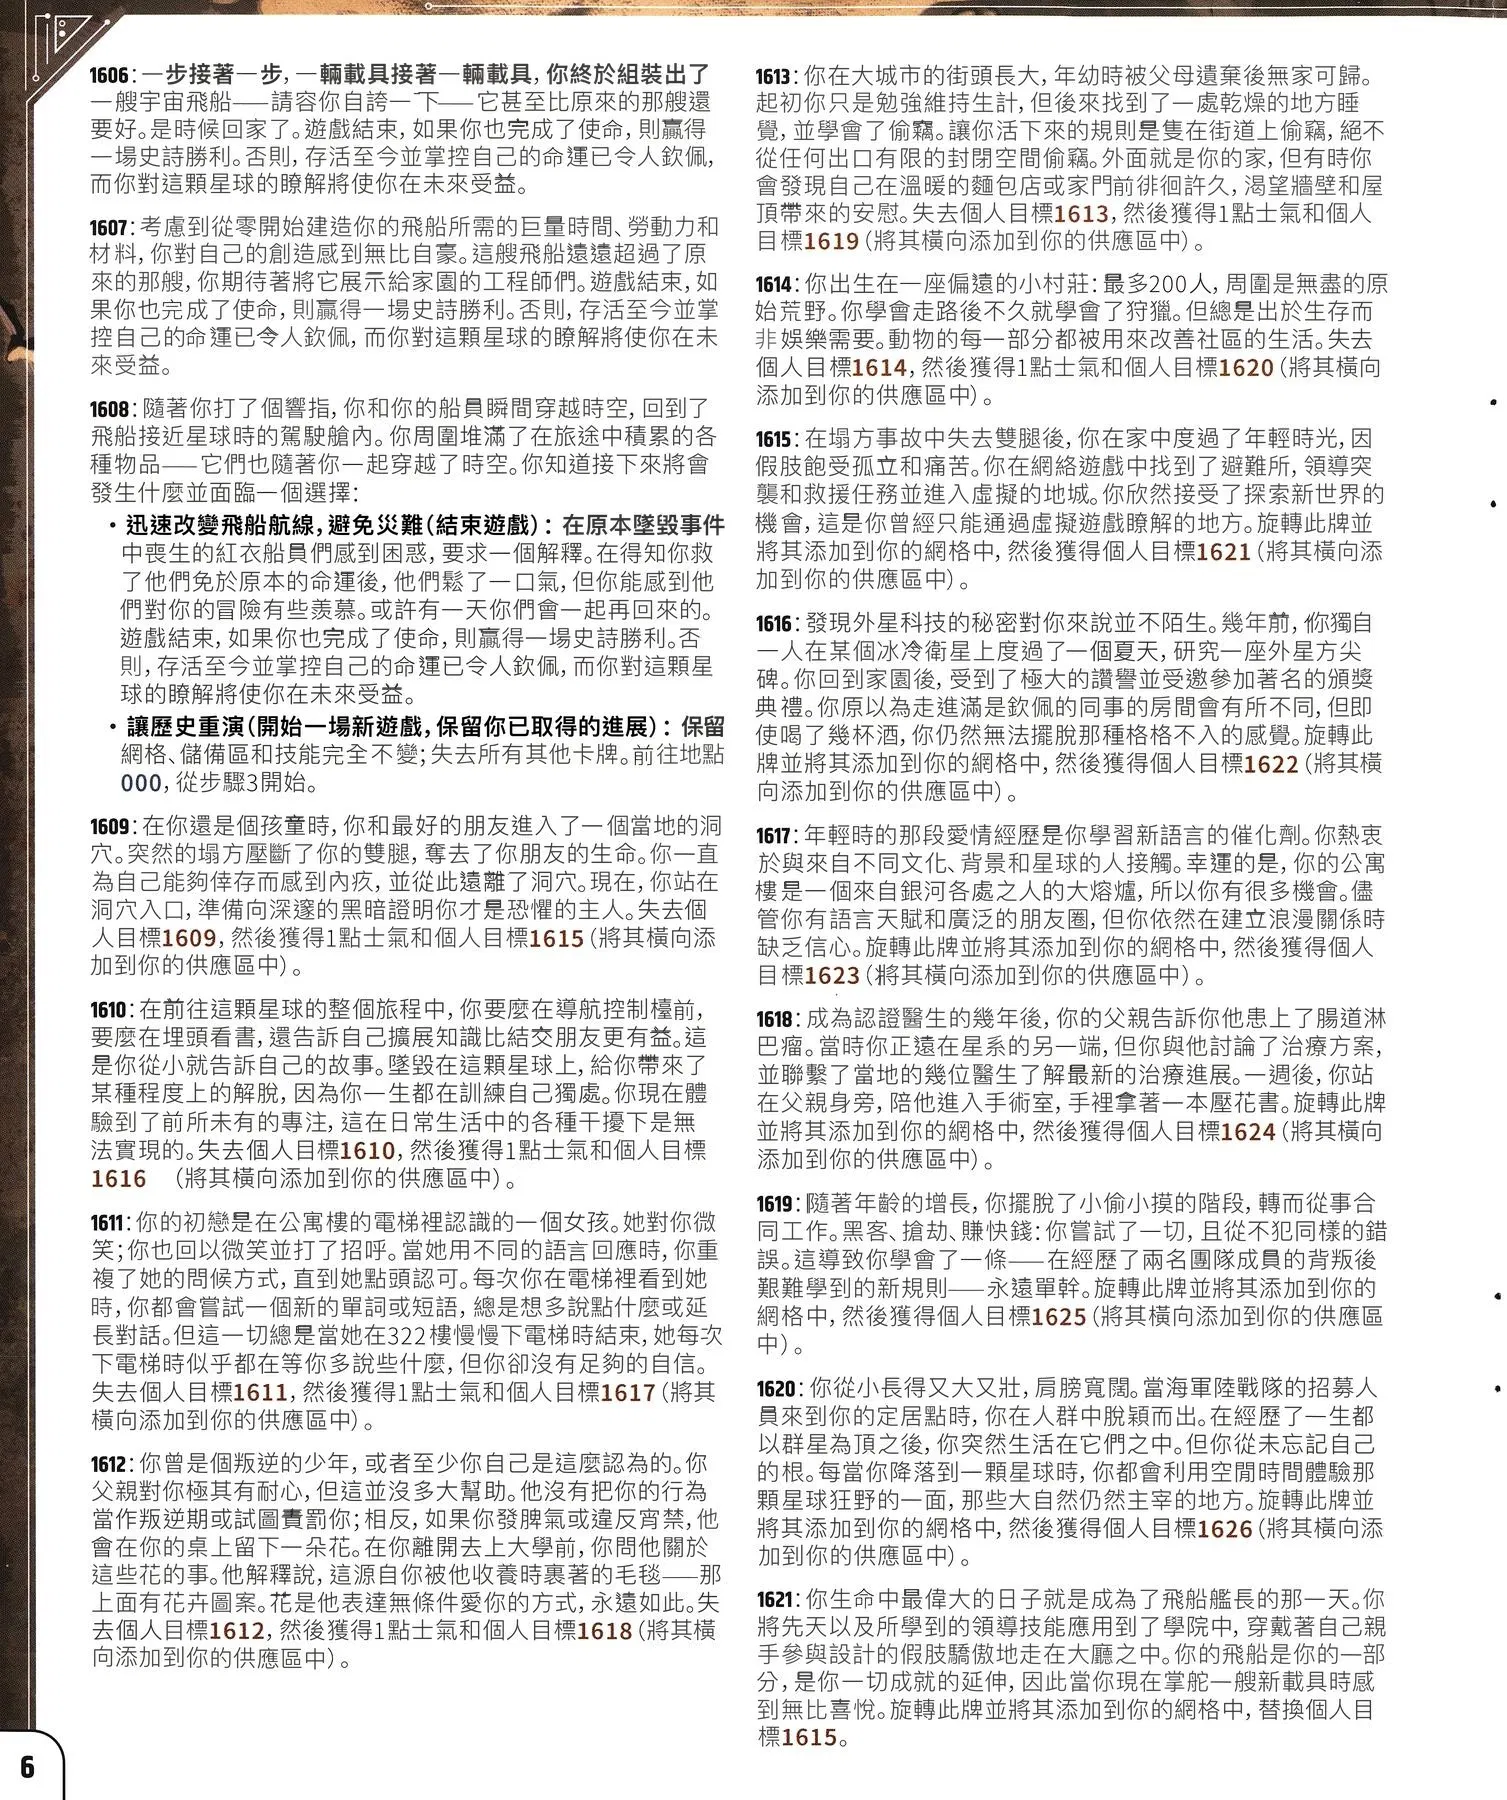 1606：一步接著一步，一輛載具接著一輛載具，你終於組裝出了
一艘宇宙飛船——請容你自誇一下——它甚至比原來的那艘還
要好。是時候回家了。遊戲結束，如果你也完成了使命，則贏得
一場史詩勝利。否則，存活至今並掌控自己的命運已令人欽佩，
而你對這顆星球的瞭解將使你在未來受益。
1607：考慮到從零開始建造你的飛船所需的巨量時間、勞動力和
材料，你對自己的創造感到無比自豪。這艘飛船遠遠超過了原
來的那艘，你期待著將它展示給家園的工程師們。遊戲結束，如
果你也完成了使命，則贏得一場史詩勝利。否則，存活至今並掌
控自己的命運已令人欽佩，而你對這顆星球的瞭解將使你在未
來受益。
1608：隨著你打了個響指，你和你的船員瞬間穿越時空，回到了
飛船接近星球時的駕駛艙內。你周圍堆滿了在旅途中積累的各
種物品——它們也隨著你一起穿越了時空。你知道接下來將會
發生什麼並面臨一個選擇：
・迅速改變飛船航線，避免災難（結束遊戲）：在原本墜毀事件
中喪生的紅衣船員們感到困惑，要求一個解釋。在得知你救
了他們免於原本的命運後，他們鬆了一口氣，但你能感到他
們對你的冒險有些羨慕。或許有一天你們會一起再回來的。
遊戲結束，如果你也完成了使命，則贏得一場史詩勝利。否
則，存活至今並掌控自己的命運已令人欽佩，而你對這顆星
球的瞭解將使你在未來受益。
・讓歷史重演（開始一場新遊戲，保留你已取得的進展）：保留
網格、儲備區和技能完全不變；失去所有其他卡牌。前往地點
000，從步驟3開始。
1609：在你還是個孩童時，你和最好的朋友進入了一個當地的洞
穴。突然的塌方壓斷了你的雙腿，奪去了你朋友的生命。你一直
為自己能夠倖存而感到內疚，並從此遠離了洞穴。現在，你站在
洞穴入口，準備向深邃的黑暗證明你才是恐懼的主人。失去個
人目標1609，然後獲得1點士氣和個人目標1615（將其橫向添
加到你的供應區中）。
1610：在前往這顆星球的整個旅程中，你要麼在導航控制檯前，
要麼在埋頭看書，還告訴自己擴展知識比結交朋友更有益。這
是你從小就告訴自己的故事。墜毀在這顆星球上，給你帶來了
某種程度上的解脫，因為你一生都在訓練自己獨處。你現在體
驗到了前所未有的專注，這在日常生活中的各種干擾下是無
法實現的。失去個人目標1610，然後獲得1點士氣和個人目標
1616　（將其橫向添加到你的供應區中）。
1611：你的初戀是在公寓樓的電梯裡認識的一個女孩。她對你微
笑；你也回以微笑並打了招呼。當她用不同的語言回應時，你重
複了她的問候方式，直到她點頭認可。每次你在電梯裡看到她
時，你都會嘗試一個新的單詞或短語，總是想多說點什麼或延
長對話。但這一切總是當她在322樓慢慢下電梯時結束，她每次
下電梯時似乎都在等你多說些什麼，但你卻沒有足夠的自信。
失去個人目標1611，然後獲得1點士氣和個人目標1617（將其
橫向添加到你的供應區中）。
1612：你曾是個叛逆的少年，或者至少你自己是這麼認為的。你
父親對你極其有耐心，但這並沒多大幫助。他沒有把你的行為
當作叛逆期或試圖責罰你；相反，如果你發脾氣或違反宵禁，他
會在你的桌上留下一朵花。在你離開去上大學前，你問他關於
這些花的事。他解釋說，這源自你被他收養時裹著的毛毯——那
上面有花卉圖案。花是他表達無條件愛你的方式，永遠如此。失
去個人目標1612，然後獲得1點士氣和個人目標1618（將其橫
向添加到你的供應區中）。
6
1613：你在大城市的街頭長大，年幼時被父母遺棄後無家可歸。
起初你只是勉強維持生計，但後來找到了一處乾燥的地方睡
覺，並學會了偷竊。讓你活下來的規則是隻在街道上偷竊，絕不
從任何出口有限的封閉空間偷竊。外面就是你的家，但有時你
會發現自己在溫暖的麵包店或家門前徘徊許久，渴望牆壁和屋
頂帶來的安慰。失去個人目標1613，然後獲得1點士氣和個人
目標1619（將其橫向添加到你的供應區中）。
1614：你出生在一座偏遠的小村莊：最多200人，周圍是無盡的原
始荒野。你學會走路後不久就學會了狩獵。但總是出於生存而
非娛樂需要。動物的每一部分都被用來改善社區的生活。失去
個人目標1614，然後獲得1點士氣和個人目標1620（將其橫向
添加到你的供應區中）。
1615：在塌方事故中失去雙腿後，你在家中度過了年輕時光，因
假肢飽受孤立和痛苦。你在網絡遊戲中找到了避難所，領導突
襲和救援任務並進入虛擬的地城。你欣然接受了探索新世界的
機會，這是你曾經只能通過虛擬遊戲瞭解的地方。旋轉此牌並
將其添加到你的網格中，然後獲得個人目標1621（將其橫向添
加到你的供應區中）。
1616：發現外星科技的秘密對你來說並不陌生。幾年前，你獨自
一人在某個冰冷衛星上度過了一個夏天，研究一座外星方尖
碑。你回到家園後，受到了極大的讚譽並受邀參加著名的頒獎
典禮。你原以為走進滿是欽佩的同事的房間會有所不同，但即
使喝了幾杯酒，你仍然無法擺脫那種格格不入的感覺。旋轉此
牌並將其添加到你的網格中，然後獲得個人目標1622（將其橫
向添加到你的供應區中）。
1617：年輕時的那段愛情經歷是你學習新語言的催化劑。你熱衷
於與來自不同文化、背景和星球的人接觸。幸運的是，你的公寓
樓是一個來自銀河各處之人的大熔爐，所以你有很多機會。儘
管你有語言天賦和廣泛的朋友圈，但你依然在建立浪漫關係時
缺乏信心。旋轉此牌並將其添加到你的網格中，然後獲得個人
目標1623（將其橫向添加到你的供應區中）。
1618：成為認證醫生的幾年後，你的父親告訴你他患上了腸道淋
巴瘤。當時你正遠在星系的另一端，但你與他討論了治療方案，
並聯繫了當地的幾位醫生了解最新的治療進展。一週後，你站
在父親身旁，陪他進入手術室，手裡拿著一本壓花書。旋轉此牌
並將其添加到你的網格中，然後獲得個人目標1624（將其橫向
添加到你的供應區中）。
1619：隨著年齡的增長，你擺脫了小偷小摸的階段，轉而從事合
同工作。黑客、搶劫、賺快錢：你嘗試了一切，且從不犯同樣的錯
誤。這導致你學會了一條——在經歷了兩名團隊成員的背叛後
艱難學到的新規則——永遠單幹。旋轉此牌並將其添加到你的
網格中，然後獲得個人目標1625（將其橫向添加到你的供應區
中）。
1620：你從小長得又大又壯，肩膀寬闊。當海軍陸戰隊的招募人
員來到你的定居點時，你在人群中脫穎而出。在經歷了一生都
以群星為頂之後，你突然生活在它們之中。但你從未忘記自己
的根。每當你降落到一顆星球時，你都會利用空閒時間體驗那
顆星球狂野的一面，那些大自然仍然主宰的地方。旋轉此牌並
將其添加到你的網格中，然後獲得個人目標1626（將其橫向添
加到你的供應區中）。
1621：你生命中最偉大的日子就是成為了飛船艦長的那一天。你
將先天以及所學到的領導技能應用到了學院中，穿戴著自己親
手參與設計的假肢驕傲地走在大廳之中。你的飛船是你的一部
分，是你一切成就的延伸，因此當你現在掌舵一艘新載具時感
到無比喜悅。旋轉此牌並將其添加到你的網格中，替換個人目
標1615。